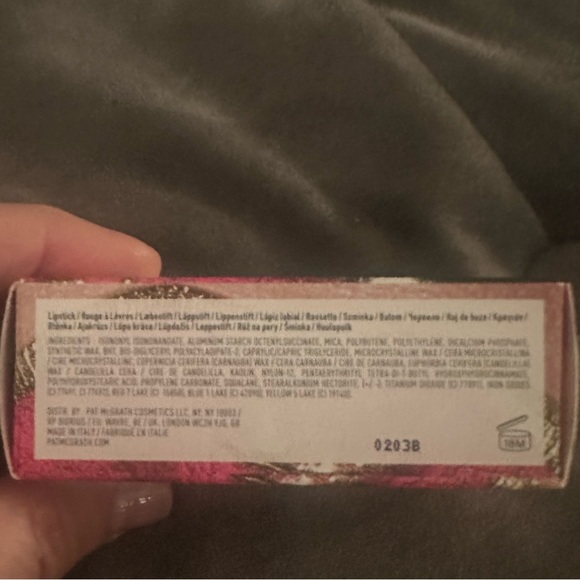 Lipstick / Rouge à Lèvres / Læbestift / Läppstift / Lippenstift / Lápiz labial / Rossetto / Szminka / Batom / Червило / Ruj de buze / Κραγιόν /
Rtěnka / Ajakrúzs / Lūpu krāsa / Lūpdažis / Leppestift / Rúž na pery / Šminka / Huulepulk
INGREDIENTS: ISONONYL ISONONANOATE, ALUMINUM STARCH OCTENYLSUCCINATE, MICA, POLYBUTENE, POLYETHYLENE, DICALCIUM PHOSPHATE,
SYNTHETIC WAX, BIS-DIGLYCERYL POLYACYLADIPATE-2, CAPRYLIC/CAPRIC TRIGLYCERIDE, MICROCRYSTALLINE WAX / CERA MICROCRISTALLINA
/ CIRE MICROCRISTALLINE, COPERNICIA CERIFERA (CARNAUBA) WAX / CERA CARNAUBA / CIRE DE CARNAUBA, EUPHORBIA CERIFERA (CANDELILLA)
WAX / CANDELILLA CERA / CIRE DE CANDELILLA, KAOLIN, NYLON-12, PENTAERYTHRITYL TETRA-DI-T-BUTYL HYDROXYHYDROCINNAMATE,
POLYHYDROXYSTEARIC ACID, PROPYLENE CARBONATE, SQUALANE, STEARALKONIUM HECTORITE, [+/-]: TITANIUM DIOXIDE (CI 77891), IRON OXIDES
(CI 77491, CI 77499), RED 7 LAKE (CI 15850), BLUE 1 LAKE (CI 42090), YELLOW 5 LAKE (CI 19140).
DISTR. BY: PAT McGRATH COSMETICS LLC, NY, NY 10003 /
MADE IN ITALY / FABRIQUÉ EN ITALIE
PATMCGRATH.COM
0203B
18M